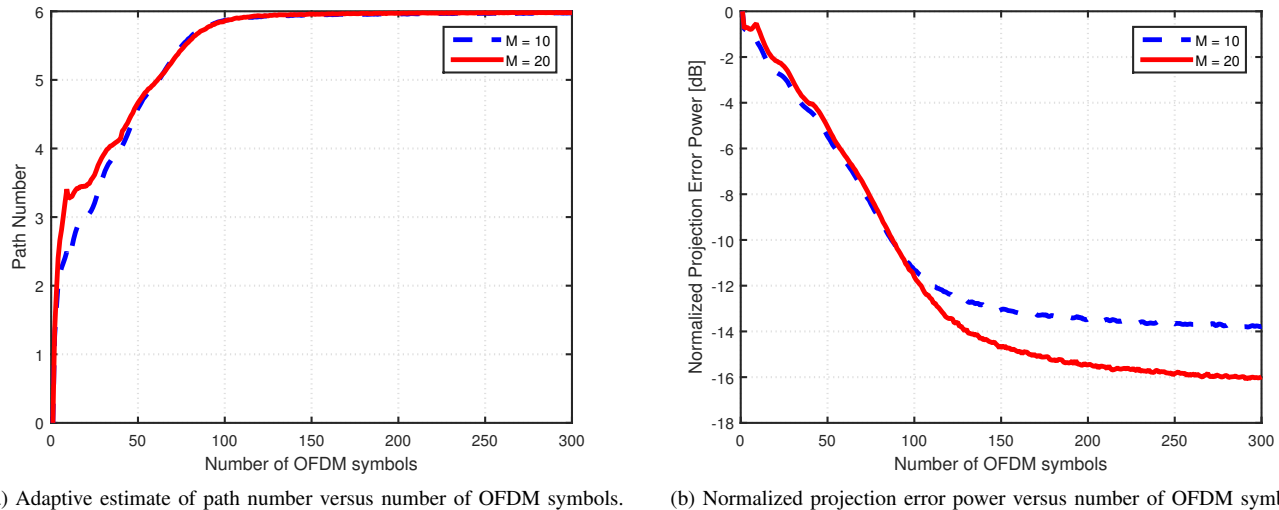 6
5
4
3
2
1
0
Path Number
M = 10
M = 20
0 50 100 150 200 250 300
Number of OFDM symbols
0
-2
-4
-6
-8
-10
-12
-14
-16
-18
Normalized Projection Error Power [dB]
M = 10
M = 20
0 50 100 150 200 250 300
Number of OFDM symbols
) Adaptive estimate of path number versus number of OFDM symbols.
(b) Normalized projection error power versus number of OFDM symb